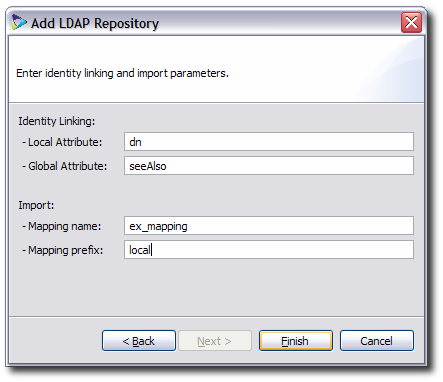 Add LDAP Repository
Enter identity linking and import parameters.
Identity Linking:
- Local Attribute: dn
- Global Attribute: seeAlso
Import:
- Mapping name: ex_mapping
- Mapping prefix: local
< Back Next > Finish Cancel